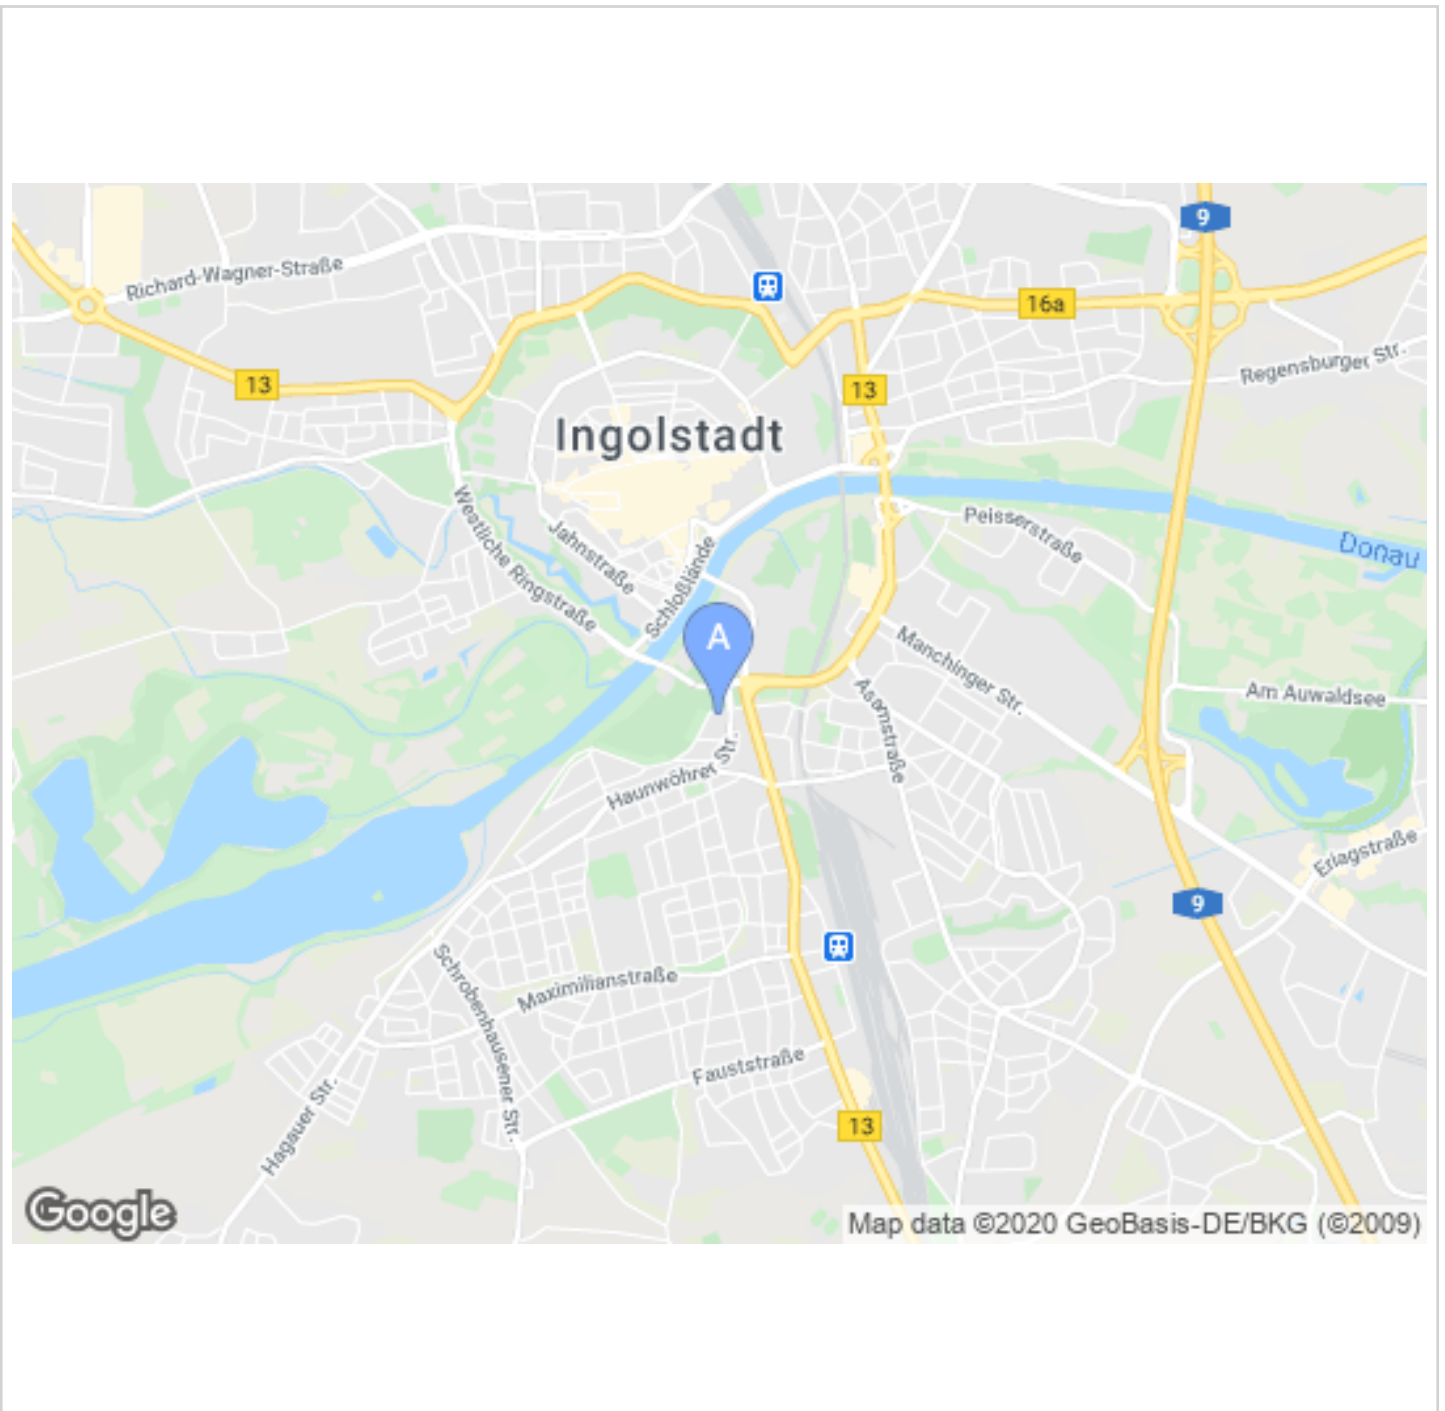 9
Richard-Wagner-Straße
16a
13
13
Regensburger Str.
Ingolstadt
Westliche Ringstraße
Jahnstraße
Schloßlände
Peisserstraße
Donau
A
Manchinger Str.
Asamstraße
Am Auwaldsee
Haunwöhrer Str.
Erlagstraße
9
Schrobenhausener Str.
Maximilianstraße
Fauststraße
Hagauer Str.
13
Google
Map data ©2020 GeoBasis-DE/BKG (©2009)